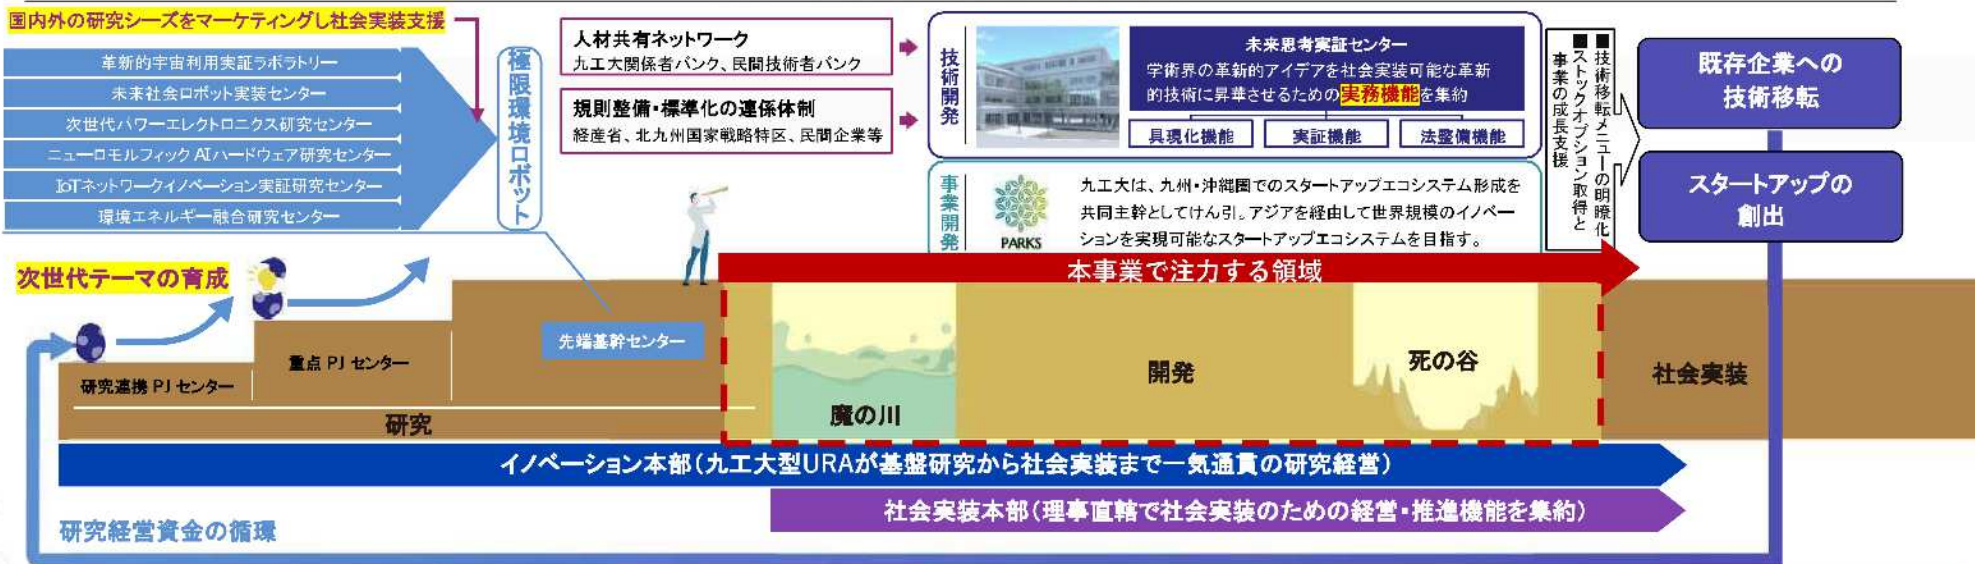 国内外の研究シーズをマーケティングし社会実装支援
革新的宇宙利用実証ラボラトリー
未来社会ロボット実装センター
次世代パワーエレクトロニクス研究センター
ニューロモルフィックAIハードウェア研究センター
IoTネットワークイノベーション実証研究センター
環境エネルギー融合研究センター
極限環境ロボット
人材共有ネットワーク
九工大関係者バンク、民間技術者バンク
規則整備・標準化の連係体制
経産省、北九州国家戦略特区、民間企業等
技術開発
未来思考実証センター
学術界の革新的アイデアを社会実装可能な革新
的技術に昇華させるための実務機能を集約
具現化機能
実証機能
法整備機能
事業開発
PARKS
九工大は、九州・沖縄圏でのスタートアップエコシステム形成を
共同主幹としてけん引。アジアを経由して世界規模のイノベー
ションを実現可能なスタートアップエコシステムを目指す。
■技術移転メニューの明瞭化
■ストックオプション取得と
事業の成長支援
既存企業への
技術移転
スタートアップの
創出
次世代テーマの育成
本事業で注力する領域
先端基幹センター
重点PJセンター
研究連携PJセンター
研究
魔の川
開発
死の谷
社会実装
イノベーション本部(九工大型URAが基盤研究から社会実装まで一気通貫の研究経営)
社会実装本部(理事直轄で社会実装のための経営・推進機能を集約)
研究経営資金の循環